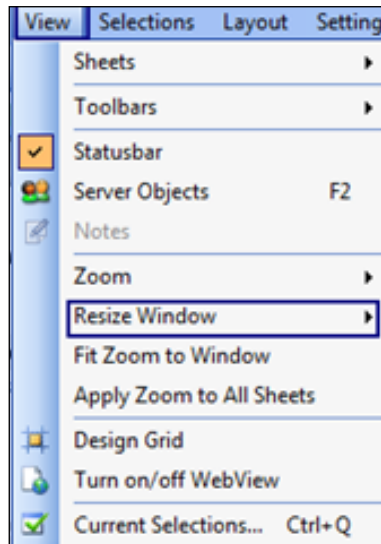 View Selections Layout Setting
Sheets
Toolbars
Statusbar
Server Objects F2
Notes
Zoom
Resize Window
Fit Zoom to Window
Apply Zoom to All Sheets
Design Grid
Turn on/off WebView
Current Selections... Ctrl+Q